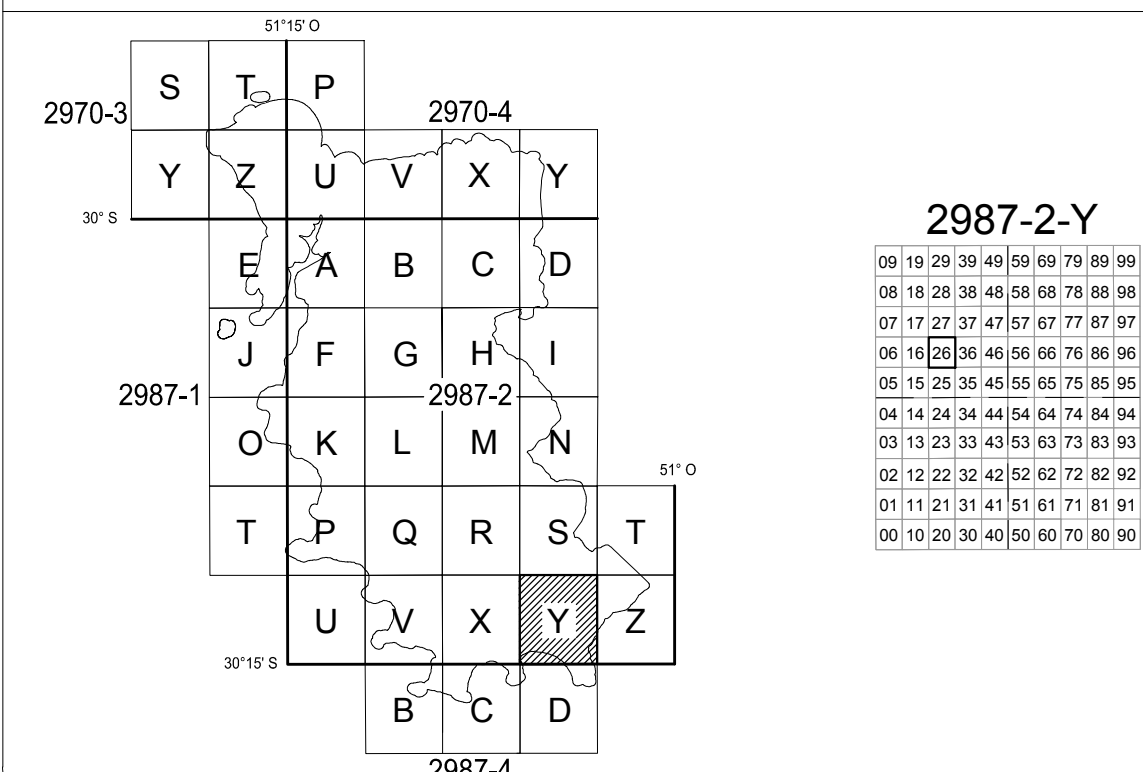 51°15' O
S T P
2970-3 2970-4
Y Z U V X Y
30° S
E A B C D
J F G H I
2987-1 2987-2
O K L M N
51° O
T P Q R S T
U V X Y Z
30°15' S
B C D
2987-4
2987-2-Y
09 19 29 39 49 59 69 79 89 99
08 18 28 38 48 58 68 78 88 98
07 17 27 37 47 57 67 77 87 97
06 16 26 36 46 56 66 76 86 96
05 15 25 35 45 55 65 75 85 95
04 14 24 34 44 54 64 74 84 94
03 13 23 33 43 53 63 73 83 93
02 12 22 32 42 52 62 72 82 92
01 11 21 31 41 51 61 71 81 91
00 10 20 30 40 50 60 70 80 90